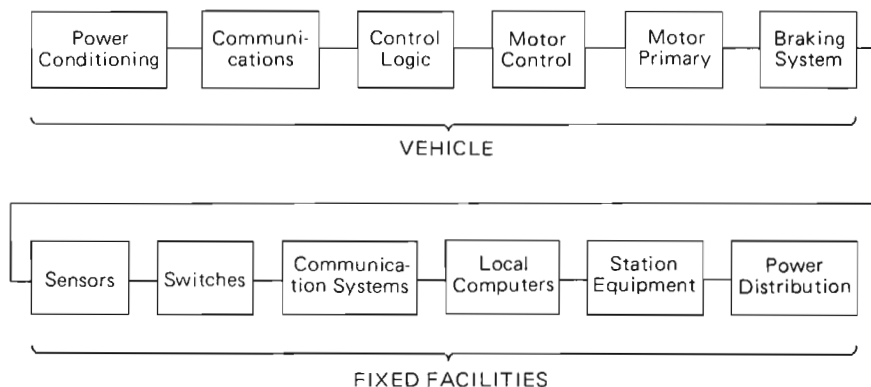 Power
Conditioning
Communi-
cations
Control
Logic
Motor
Control
Motor
Primary
Braking
System
VEHICLE
Sensors
Switches
Communica-
tion Systems
Local
Computers
Station
Equipment
Power
Distribution
FIXED FACILITIES